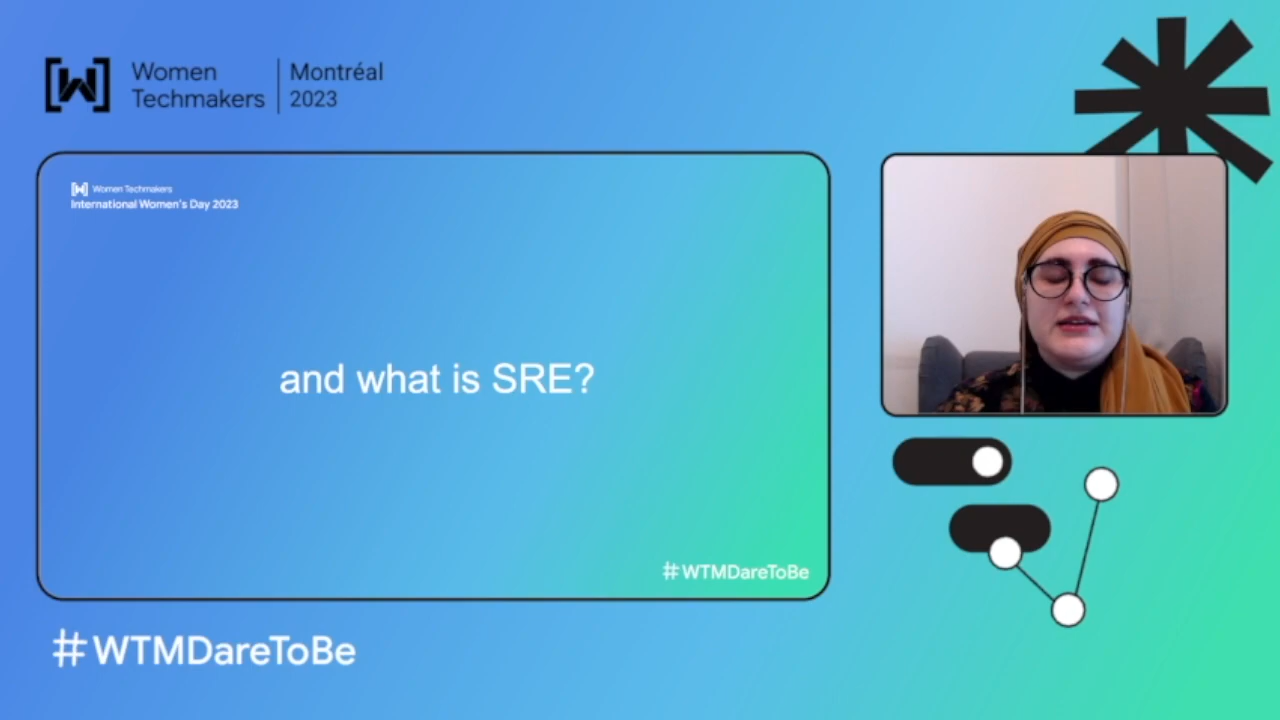 Women
Techmakers
Montréal
2023
Women Techmakers
International Women's Day 2023
and what is SRE?
#WTMDareToBe
#WTMDareToBe